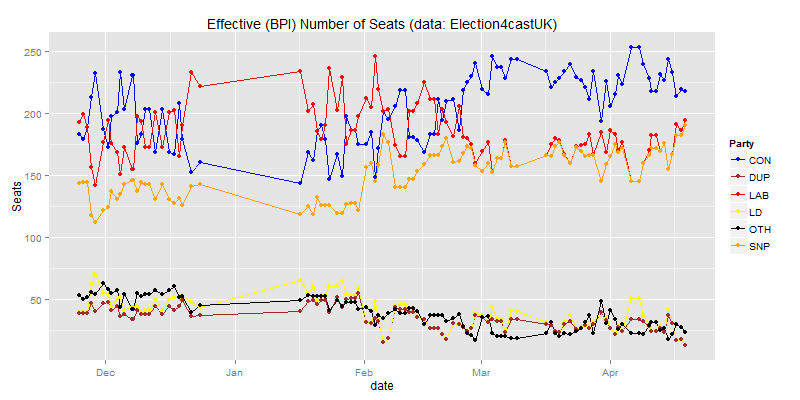 Effective (BPI) Number of Seats (data: Election4castUK)
250
200
150
100
50
Seats
Dec
Jan
Feb
Mar
Apr
date
Party
CON
DUP
LAB
LD
OTH
SNP